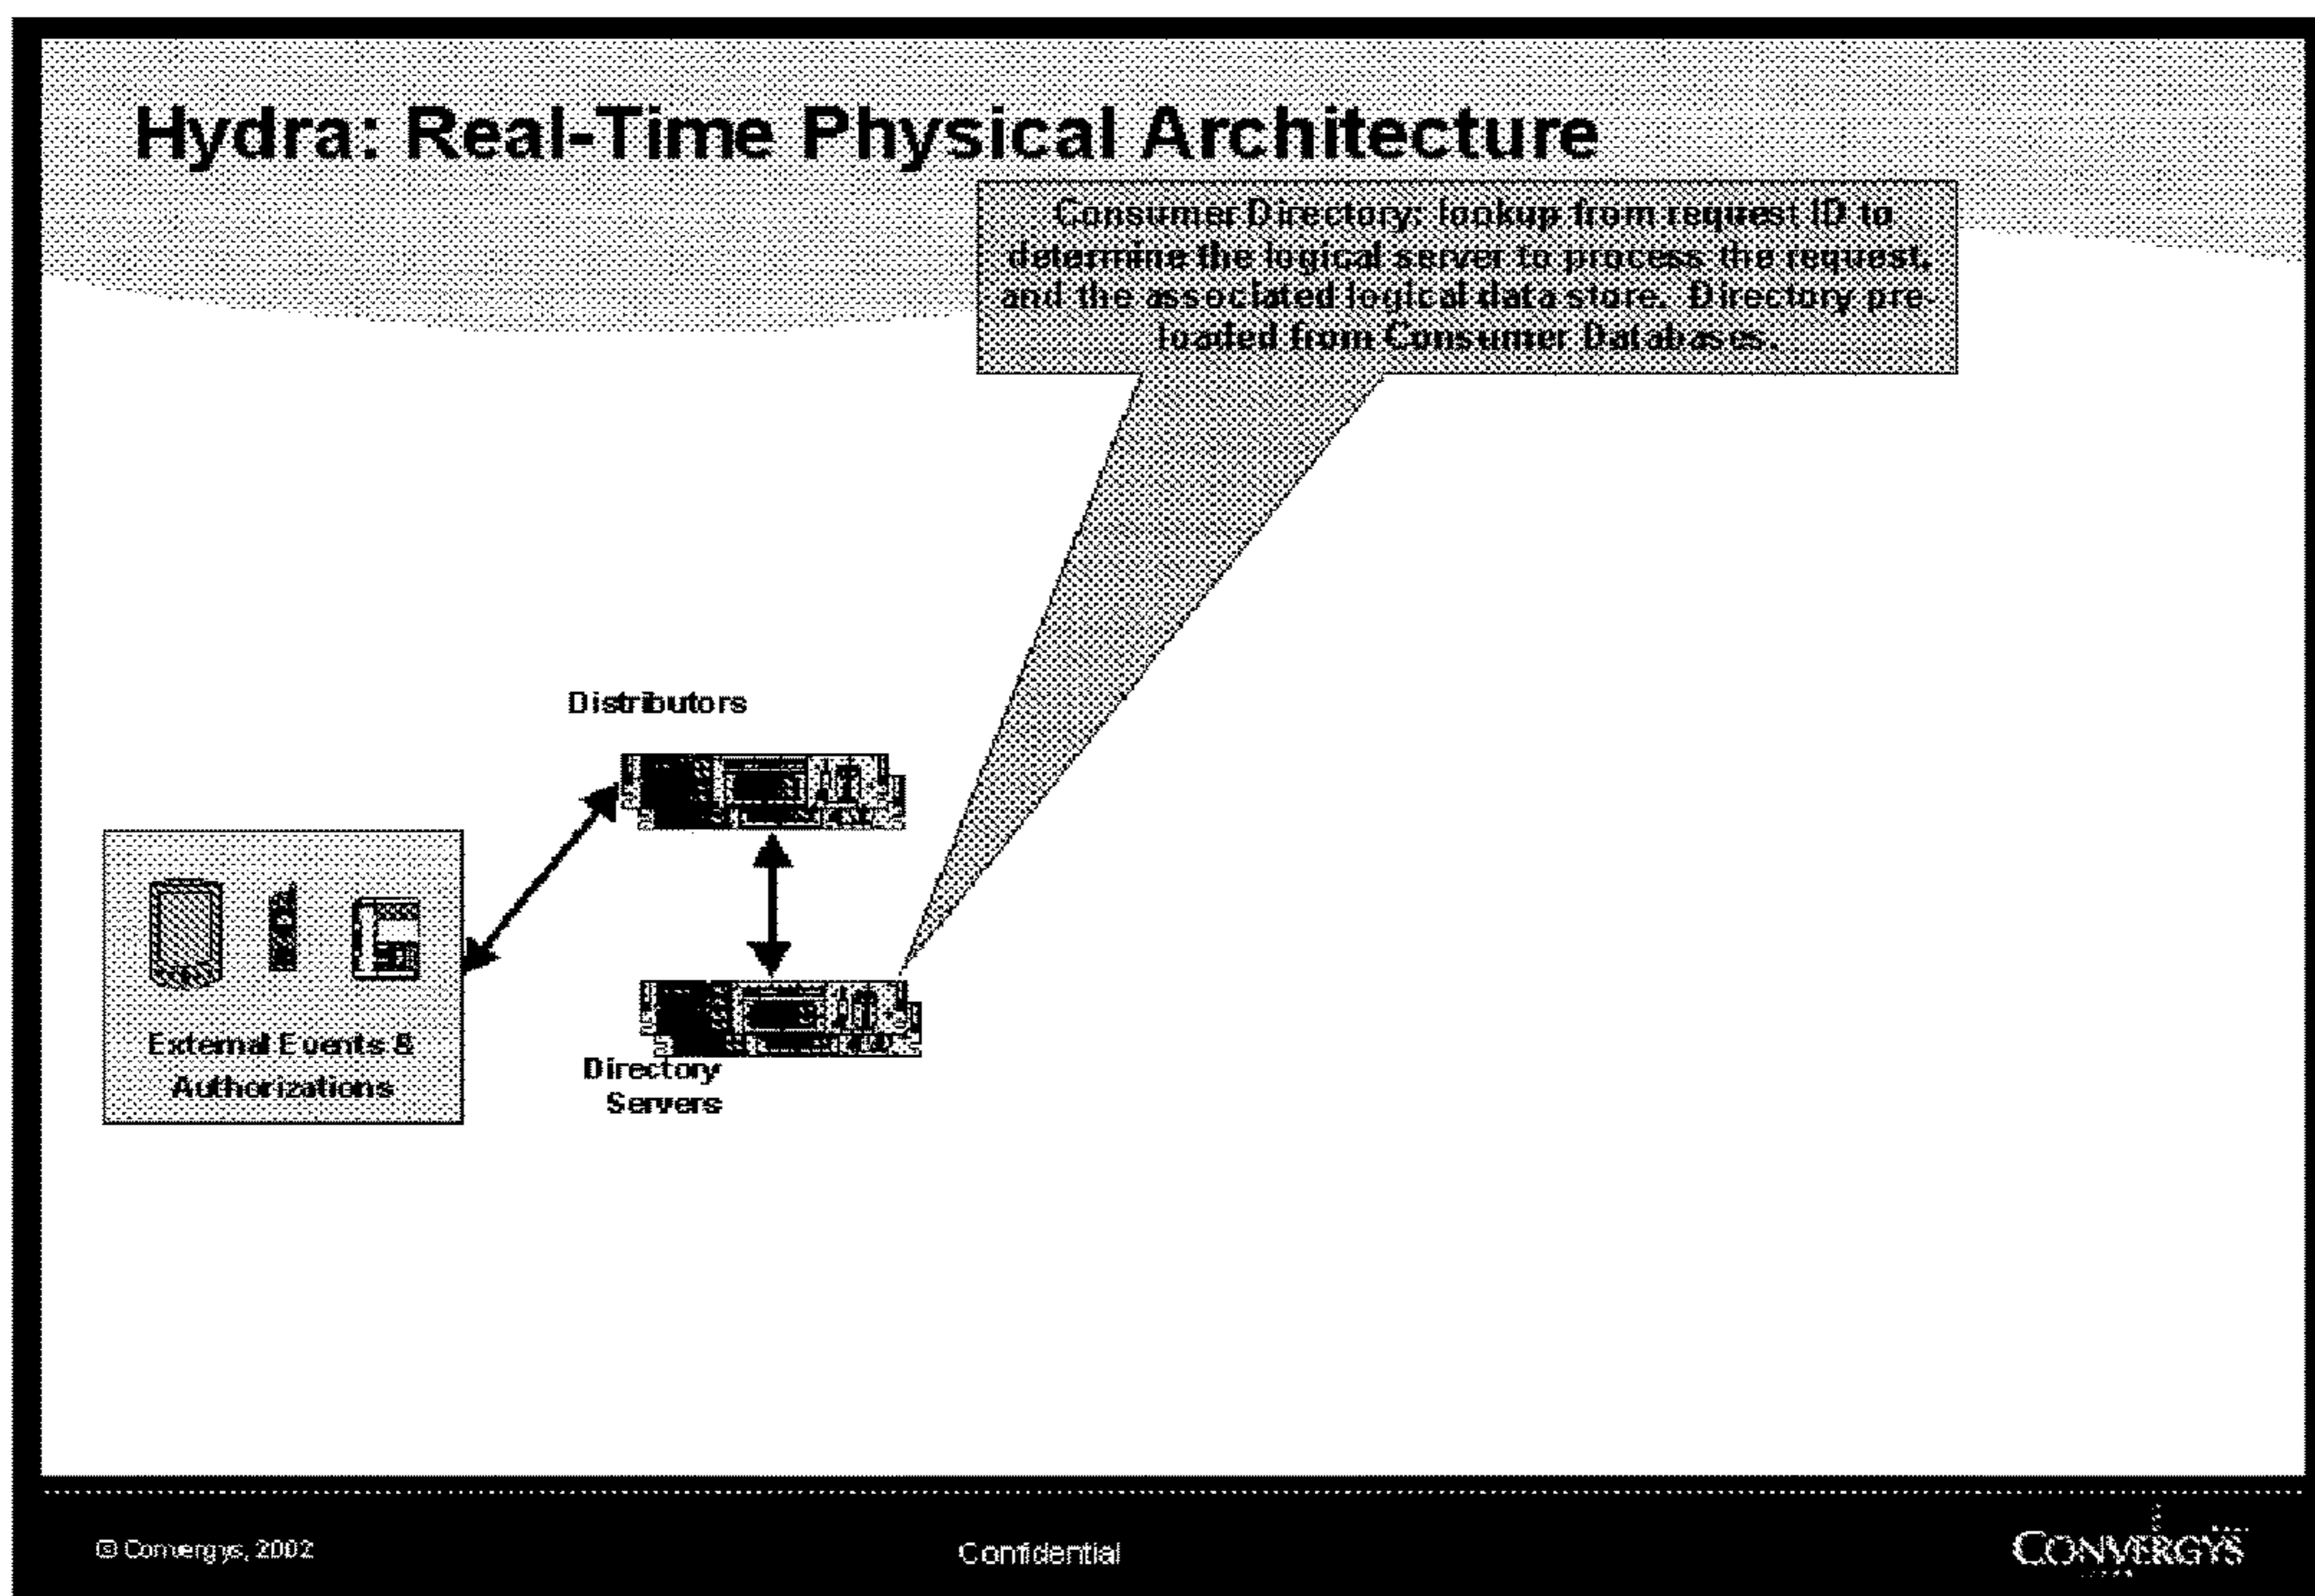 Hydra: Real-Time Physical Architecture
Consumer Directory: lookup from request ID to
determine the logical server to process the request,
and the associated logical data store. Directory pre-
loaded from Consumer Databases.
Distributors
External Events &
Authorizations
Directory
Servers
© Convergys, 2002
Confidential
CONVERGYS